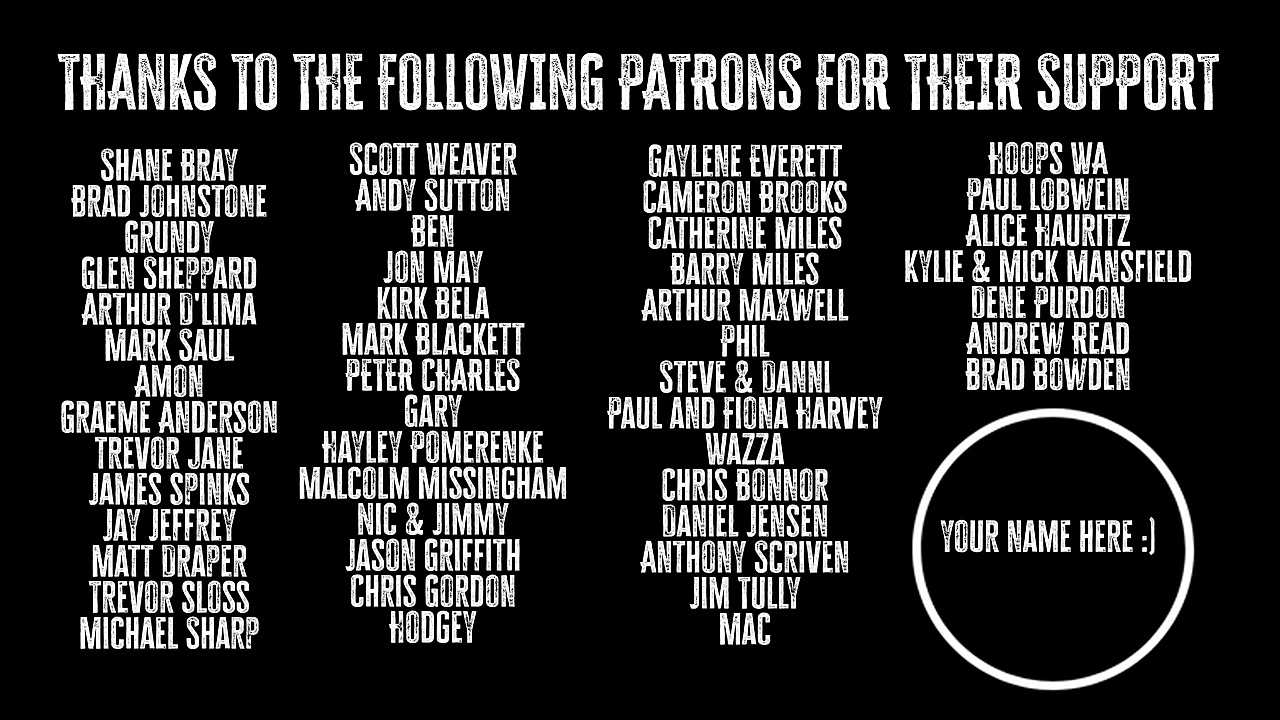 THANKS TO THE FOLLOWING PATRONS FOR THEIR SUPPORT
SHANE BRAY
BRAD JOHNSTONE
GRUNDY
GLEN SHEPPARD
ARTHUR D'LIMA
MARK SAUL
AMON
GRAEME ANDERSON
TREVOR JANE
JAMES SPINKS
JAY JEFFREY
MATT DRAPER
TREVOR SLOSS
MICHAEL SHARP
SCOTT WEAVER
ANDY SUTTON
BEN
JON MAY
KIRK BELA
MARK BLACKETT
PETER CHARLES
GARY
HAYLEY POMERENKE
MALCOLM MISSINGHAM
NIC & JIMMY
JASON GRIFFITH
CHRIS GORDON
HODGEY
GAYLENE EVERETT
CAMERON BROOKS
CATHERINE MILES
BARRY MILES
ARTHUR MAXWELL
PHIL
STEVE & DANNI
PAUL AND FIONA HARVEY
WAZZA
CHRIS BONNOR
DANIEL JENSEN
ANTHONY SCRIVEN
JIM TULLY
MAC
HOOPS WA
PAUL LOBWEIN
ALICE HAURITZ
KYLIE & MICK MANSFIELD
DENE PURDON
ANDREW READ
BRAD BOWDEN
YOUR NAME HERE :)